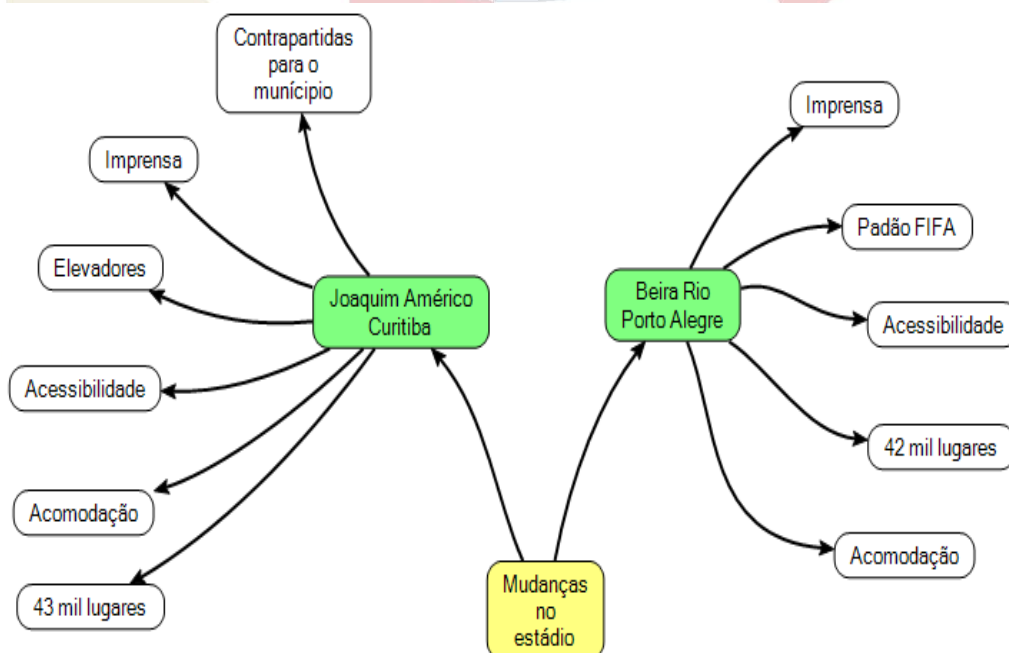 Contrapartidas
para o
munícipio
Imprensa
Imprensa
Padão FIFA
Elevadores
Joaquim Américo
Curitiba
Beira Rio
Porto Alegre
Acessibilidade
Acessibilidade
42 mil lugares
Acomodação
Acomodação
43 mil lugares
Mudanças
no
estádio